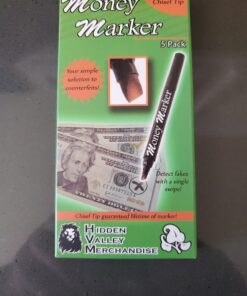 Chisel Tip
Money
Marker
5 Pack
Your simple
solution to
counterfeits!
Money Marker
Detect fakes
with a single
swipe!
Chisel Tip guaranteed lifetime of marker!
HIDDEN
VALLEY
MERCHANDISE